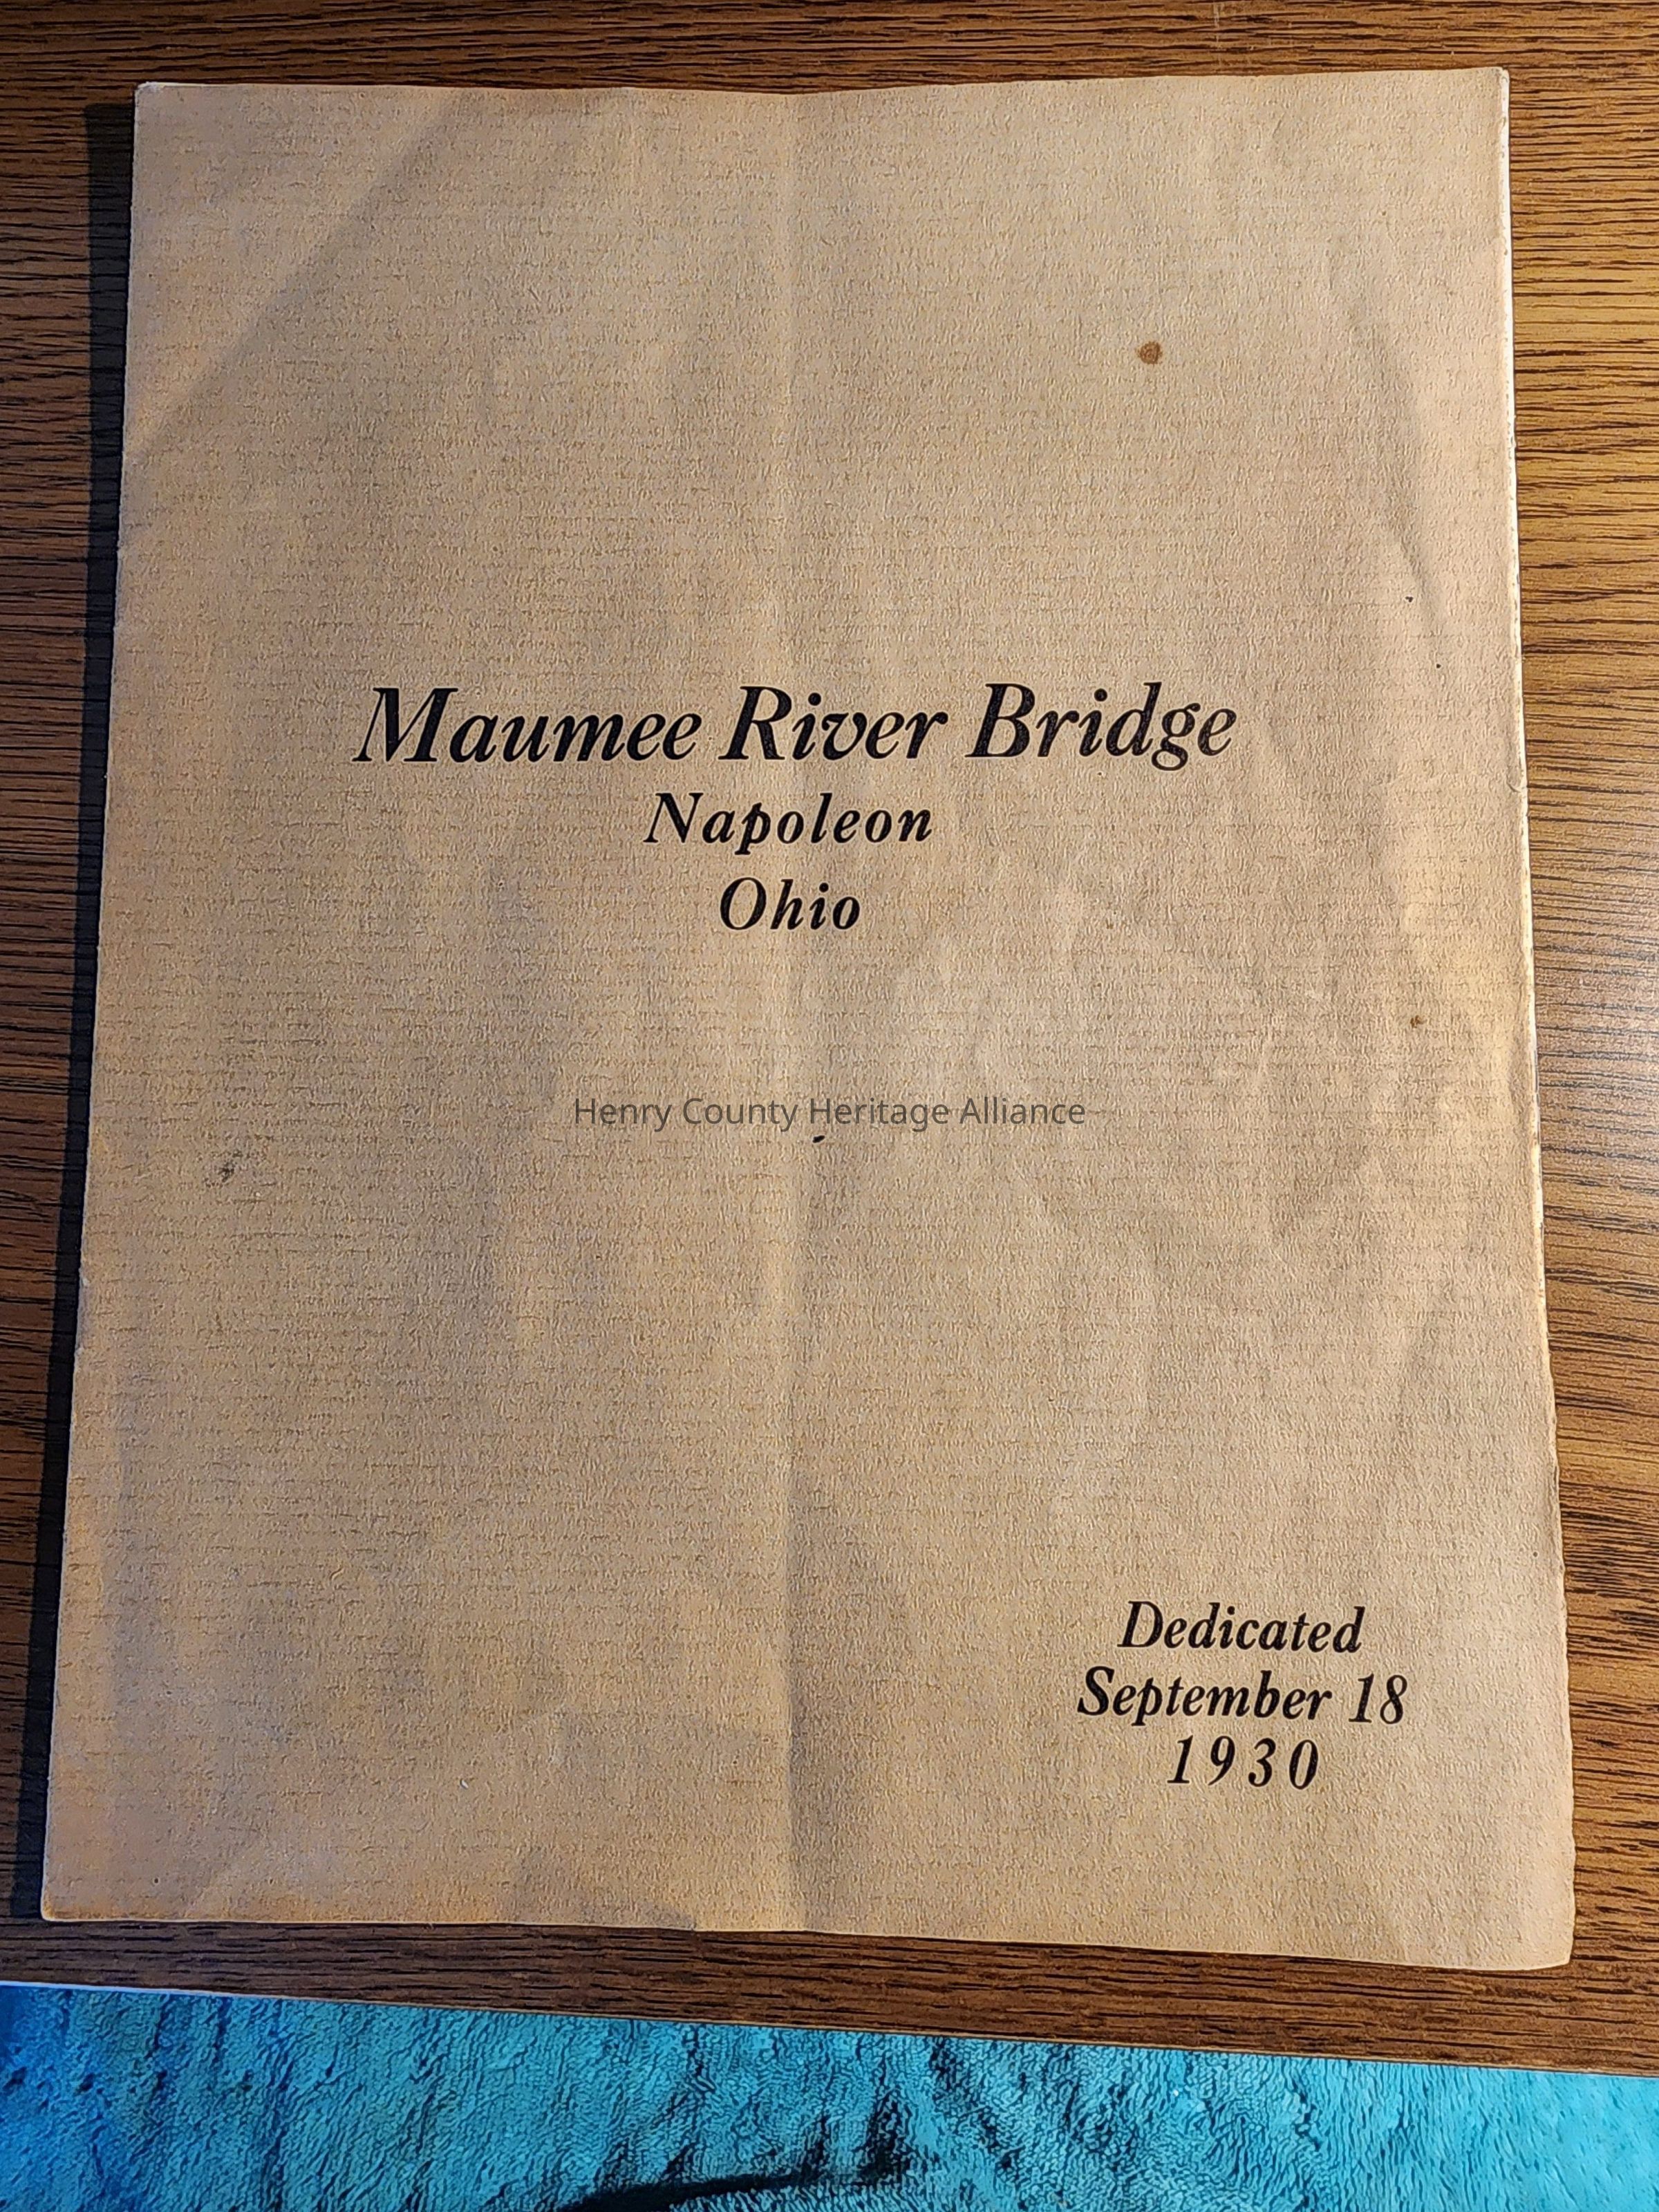 Maumee River Bridge
Napoleon
Ohio
Henry County Heritage Alliance
Dedicated
September 18
1930